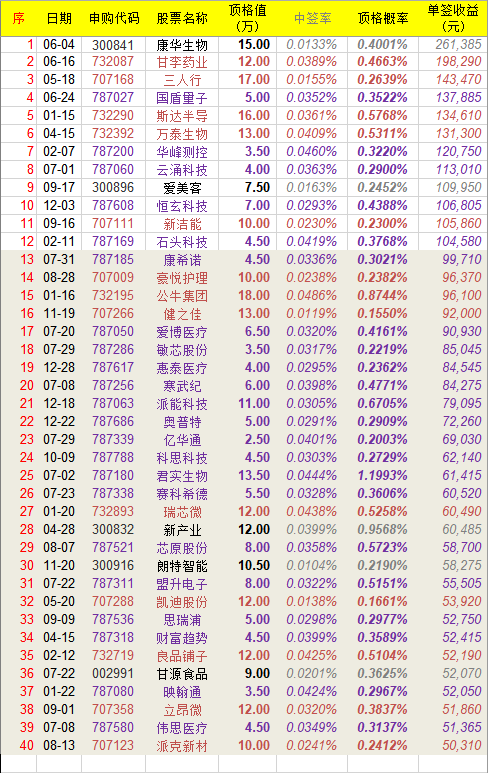 序 日期 申购代码 股票名称 顶格值（万） 中签率 顶格概率 单签收益（元）
1 06-04 300841 康华生物 15.00 0.0133% 0.4001% 261,385
2 06-16 732087 甘李药业 12.00 0.0389% 0.4663% 198,290
3 05-18 707168 三人行 17.00 0.0155% 0.2639% 143,470
4 06-24 787027 国盾量子 5.00 0.0352% 0.3522% 137,885
5 01-15 732290 斯达半导 16.00 0.0361% 0.5768% 134,610
6 04-15 732392 万泰生物 13.00 0.0409% 0.5311% 131,300
7 02-07 787200 华峰测控 3.50 0.0460% 0.3220% 120,750
8 07-01 787060 云涌科技 4.00 0.0363% 0.2900% 113,010
9 09-17 300896 爱美客 7.50 0.0163% 0.2452% 109,950
10 12-03 787608 恒玄科技 7.00 0.0293% 0.4388% 106,805
11 09-16 707111 新洁能 10.00 0.0230% 0.2300% 105,860
12 02-11 787169 石头科技 4.50 0.0419% 0.3768% 104,580
13 07-31 787185 康希诺 4.50 0.0336% 0.3021% 99,710
14 08-28 707009 豪悦护理 10.00 0.0238% 0.2382% 96,370
15 01-16 732195 公牛集团 18.00 0.0486% 0.8744% 96,100
16 11-19 707266 健之佳 13.00 0.0119% 0.1550% 92,000
17 07-20 787050 爱博医疗 6.50 0.0320% 0.4161% 90,930
18 07-29 787286 敏芯股份 3.50 0.0317% 0.2219% 85,045
19 12-28 787617 惠泰医疗 4.00 0.0295% 0.2362% 84,545
20 07-08 787256 寒武纪 6.00 0.0398% 0.4771% 84,275
21 12-18 787063 派能科技 11.00 0.0305% 0.6705% 79,095
22 12-22 787686 奥普特 5.00 0.0291% 0.2909% 72,260
23 07-29 787339 亿华通 2.50 0.0401% 0.2003% 69,030
24 10-09 787788 科思科技 4.50 0.0303% 0.2729% 62,140
25 07-02 787180 君实生物 13.50 0.0444% 1.1993% 61,415
26 07-23 787338 赛科希德 5.50 0.0328% 0.3606% 60,520
27 01-20 732893 瑞芯微 12.00 0.0438% 0.5258% 60,490
28 04-28 300832 新产业 12.00 0.0399% 0.9568% 60,485
29 08-07 787521 芯原股份 8.00 0.0358% 0.5723% 58,700
30 11-20 300916 朗特智能 10.50 0.0104% 0.2190% 58,275
31 07-22 787311 盟升电子 8.00 0.0322% 0.5151% 55,505
32 05-20 707288 凯迪股份 12.00 0.0138% 0.1661% 53,920
33 09-09 787536 思瑞浦 5.00 0.0298% 0.2977% 52,750
34 04-15 787318 财富趋势 4.50 0.0399% 0.3589% 52,415
35 02-12 732719 良品铺子 12.00 0.0425% 0.5104% 52,190
36 07-22 002991 甘源食品 9.00 0.0201% 0.3625% 52,070
37 01-22 787080 映翰通 3.50 0.0424% 0.2967% 52,050
38 09-01 707358 立昂微 12.00 0.0320% 0.3837% 51,860
39 07-08 787580 伟思医疗 4.50 0.0349% 0.3137% 51,365
40 08-13 707123 派克新材 10.00 0.0241% 0.2412% 50,310